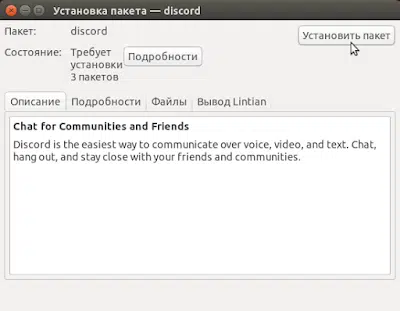 Установка пакета — discord
Пакет: discord
Установить пакет
Состояние: Требует
установки
3 пакетов
Подробности
Описание Подробности Файлы Вывод Lintian
Chat for Communities and Friends
Discord is the easiest way to communicate over voice, video, and text. Chat,
hang out, and stay close with your friends and communities.